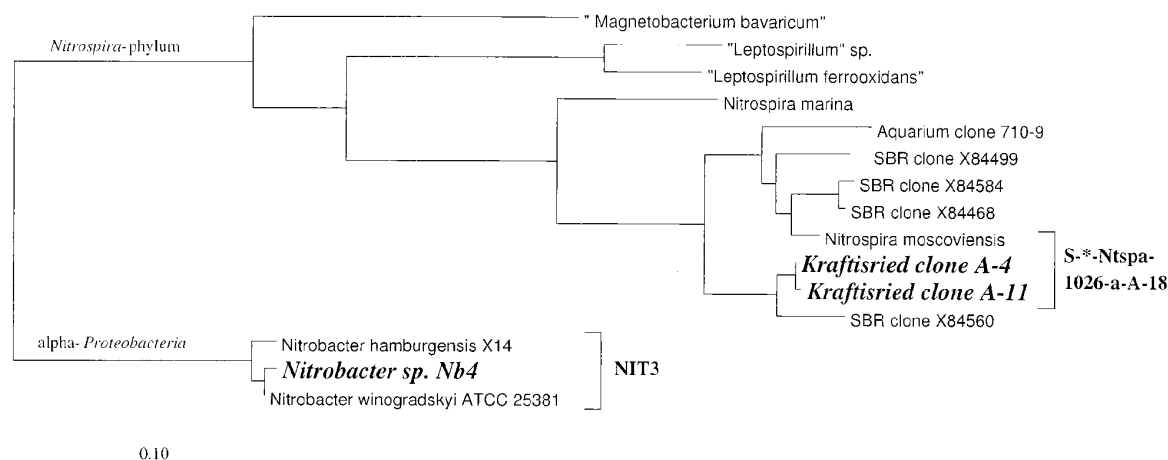 " Magnetobacterium bavaricum"
Nitrospira-phylum
"Leptospirillum" sp.
"Leptospirillum ferrooxidans"
Nitrospira marina
Aquarium clone 710-9
SBR clone X84499
SBR clone X84584
SBR clone X84468
Nitrospira moscoviensis
S-*-Ntspa-
1026-a-A-18
Kraftisried clone A-4
Kraftisried clone A-11
SBR clone X84560
alpha- Proteobacteria
Nitrobacter hamburgensis X14
Nitrobacter sp. Nb4
NIT3
Nitrobacter winogradskyi ATCC 25381
0.10